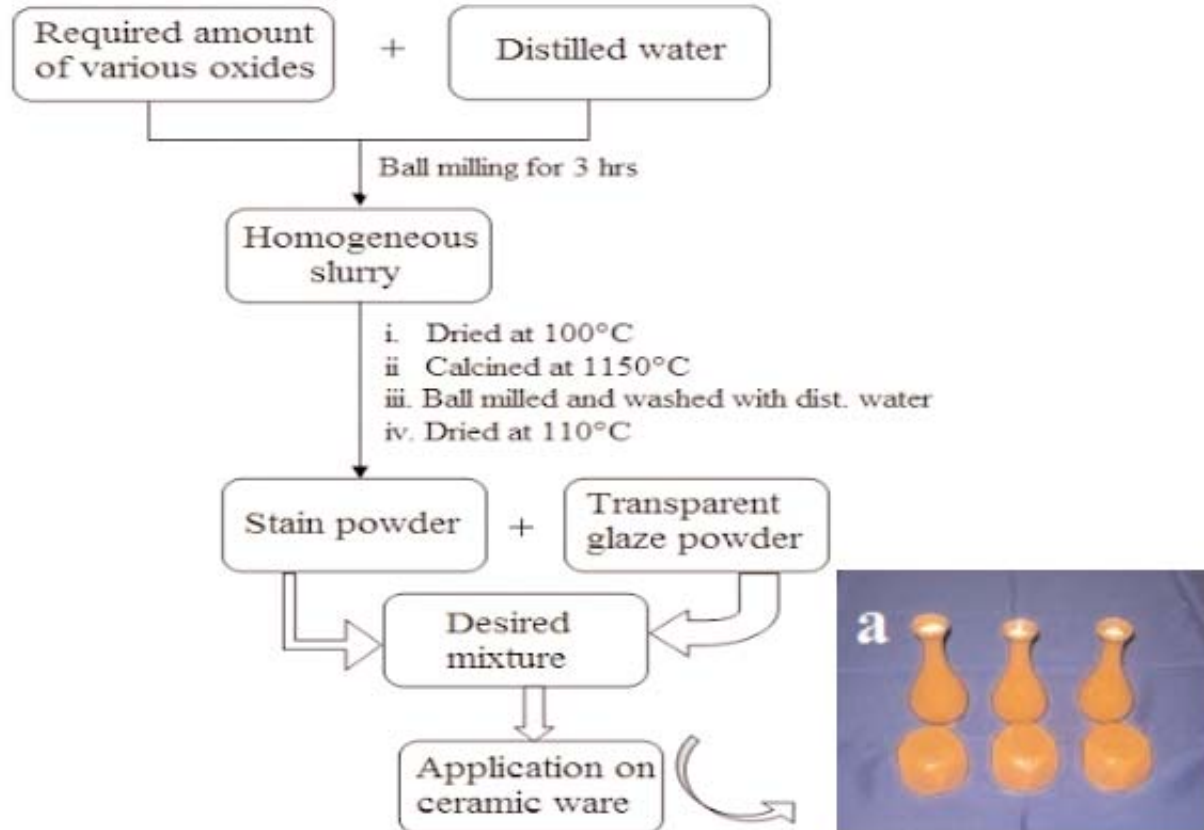 Required amount
of various oxides
+
Distilled water
Ball milling for 3 hrs
Homogeneous
slurry
i. Dried at 100°C
ii Calcined at 1150°C
iii. Ball milled and washed with dist. water
iv. Dried at 110°C
Stain powder
+
Transparent
glaze powder
Desired
mixture
Application on
ceramic ware
a